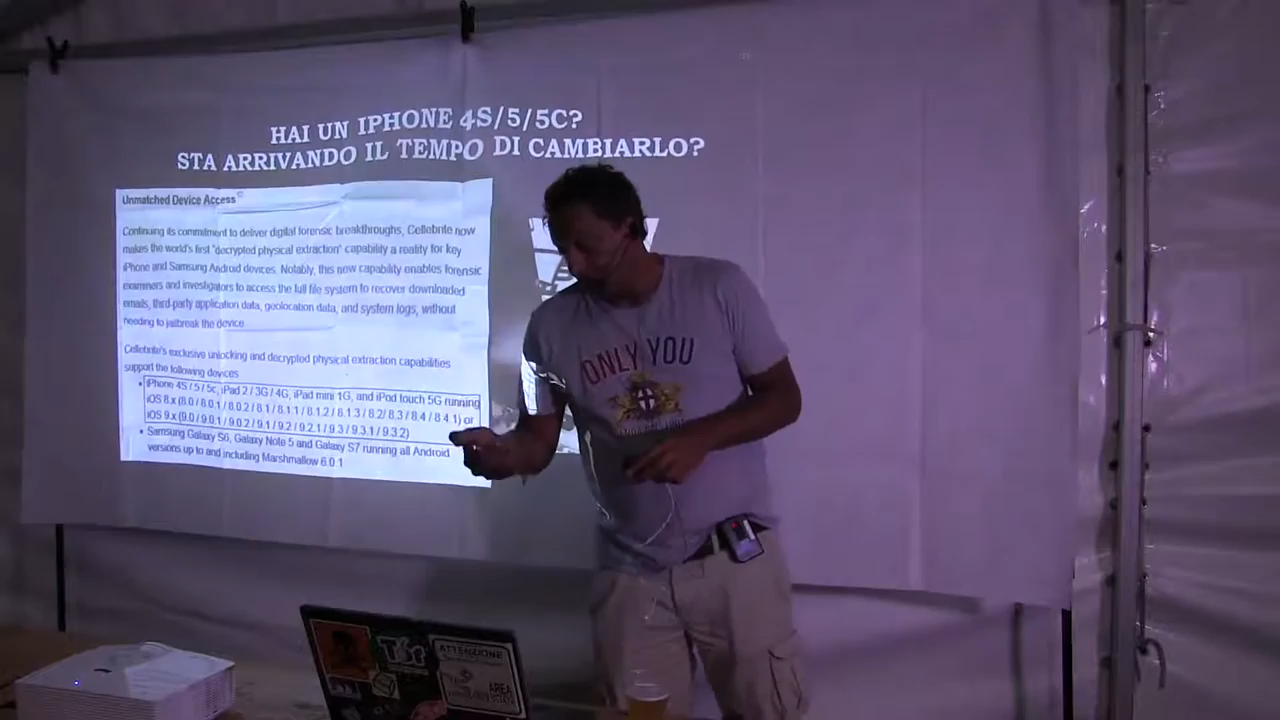 HAI UN IPHONE 4S/5/5C?
STA ARRIVANDO IL TEMPO DI CAMBIARLO?
Unmatched Device Access©
Continuing its commitment to deliver digital forensic breakthroughs, Cellebrite now
makes the world's first "decrypted physical extraction" capability a reality for key
iPhone and Samsung Android devices. Notably, this new capability enables forensic
examiners and investigators to access the full file system to recover downloaded
emails, third-party application data, geolocation data, and system logs, without
needing to jailbreak the device
Cellebrite's exclusive unlocking and decrypted physical extraction capabilities
support the following devices
• iPhone 4S / 5 / 5c, iPad 2 / 3G / 4G, iPad mini 1G, and iPod touch 5G running
iOS 8.x (8.0 / 8.0.1 / 8.0.2 / 8.1 / 8.1.1 / 8.1.2 / 8.1.3 / 8.2/ 8.3 / 8.4 / 8.4.1) or
iOS 9.x (9.0 / 9.0.1 / 9.0.2 / 9.1 / 9.2 / 9.2.1 / 9.3 / 9.3.1 / 9.3.2)
• Samsung Galaxy S6, Galaxy Note 5 and Galaxy S7 running all Android
versions up to and including Marshmallow 6.0.1
ONLY YOU
Tor
ATTENZIONE
AREA